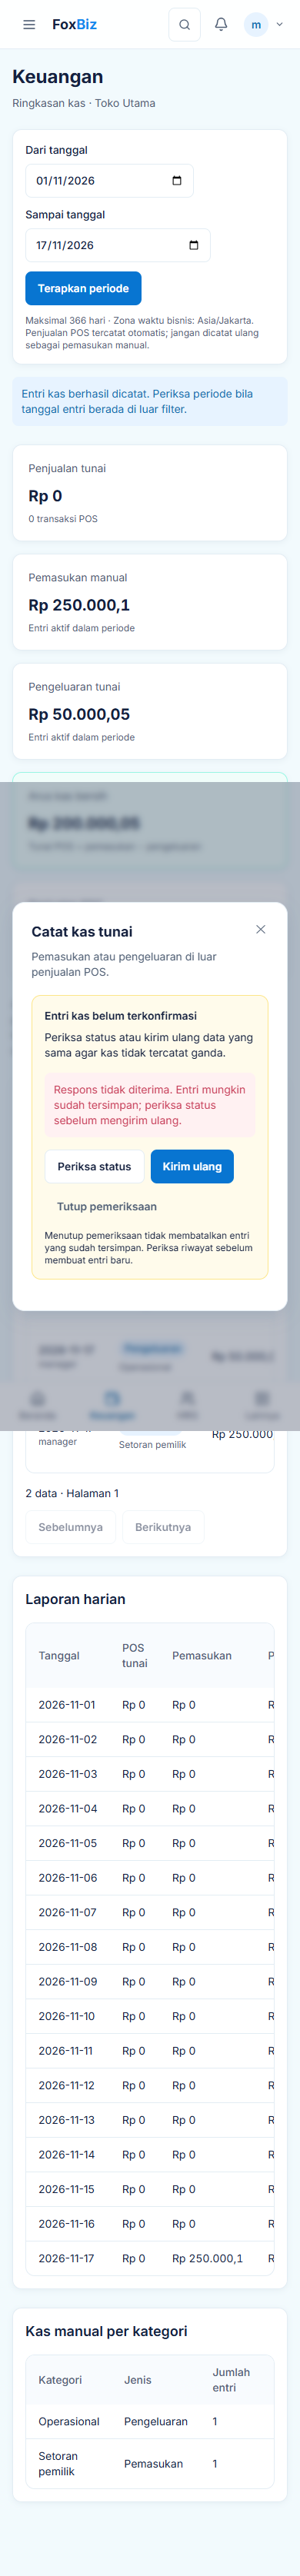 FoxBiz
m
Keuangan
Ringkasan kas · Toko Utama
Dari tanggal
01/11/2026
Sampai tanggal
17/11/2026
Terapkan periode
Maksimal 366 hari · Zona waktu bisnis: Asia/Jakarta.
Penjualan POS tercatat otomatis; jangan dicatat ulang
sebagai pemasukan manual.
Entri kas berhasil dicatat. Periksa periode bila
tanggal entri berada di luar filter.
Penjualan tunai
Rp 0
0 transaksi POS
Pemasukan manual
Rp 250.000,1
Entri aktif dalam periode
Pengeluaran tunai
Rp 50.000,05
Entri aktif dalam periode
Rp 200.000,05
Catat kas tunai
Pemasukan atau pengeluaran di luar
penjualan POS.
Entri kas belum terkonfirmasi
Periksa status atau kirim ulang data yang
sama agar kas tidak tercatat ganda.
Respons tidak diterima. Entri mungkin
sudah tersimpan; periksa status
sebelum mengirim ulang.
Periksa status
Kirim ulang
Tutup pemeriksaan
Menutup pemeriksaan tidak membatalkan entri
yang sudah tersimpan. Periksa riwayat sebelum
membuat entri baru.
manager
Setoran pemilik
Rp 250.000
2 data · Halaman 1
Sebelumnya
Berikutnya
Laporan harian
Tanggal POS tunai Pemasukan P
2026-11-01 Rp 0 Rp 0 R
2026-11-02 Rp 0 Rp 0 R
2026-11-03 Rp 0 Rp 0 R
2026-11-04 Rp 0 Rp 0 R
2026-11-05 Rp 0 Rp 0 R
2026-11-06 Rp 0 Rp 0 R
2026-11-07 Rp 0 Rp 0 R
2026-11-08 Rp 0 Rp 0 R
2026-11-09 Rp 0 Rp 0 R
2026-11-10 Rp 0 Rp 0 R
2026-11-11 Rp 0 Rp 0 R
2026-11-12 Rp 0 Rp 0 R
2026-11-13 Rp 0 Rp 0 R
2026-11-14 Rp 0 Rp 0 R
2026-11-15 Rp 0 Rp 0 R
2026-11-16 Rp 0 Rp 0 R
2026-11-17 Rp 0 Rp 250.000,1 R
Kas manual per kategori
Kategori Jenis Jumlah entri
Operasional Pengeluaran 1
Setoran pemilik Pemasukan 1